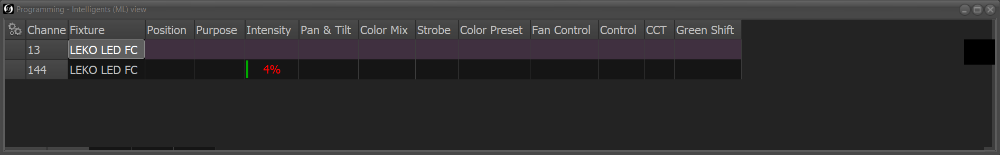 Programming - Intelligents (ML) view
Channe Fixture Position Purpose Intensity Pan & Tilt Color Mix Strobe Color Preset Fan Control Control CCT Green Shift
13 LEKO LED FC
144 LEKO LED FC 4%